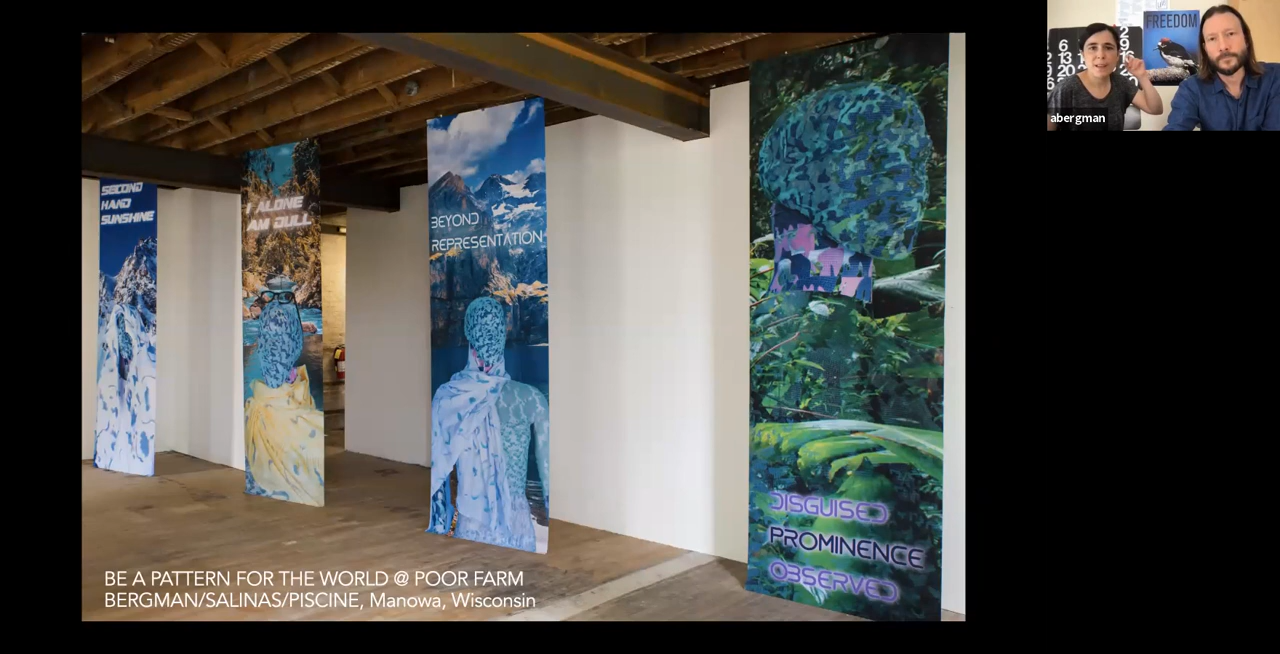 SECOND
HAND
SUNSHINE
I ALONE
AM DULL
BEYOND
REPRESENTATION
DISGUISED
PROMINENCE
OBSERVED
BE A PATTERN FOR THE WORLD @ POOR FARM
BERGMAN/SALINAS/PISCINE, Manowa, Wisconsin
FREEDOM
abergman